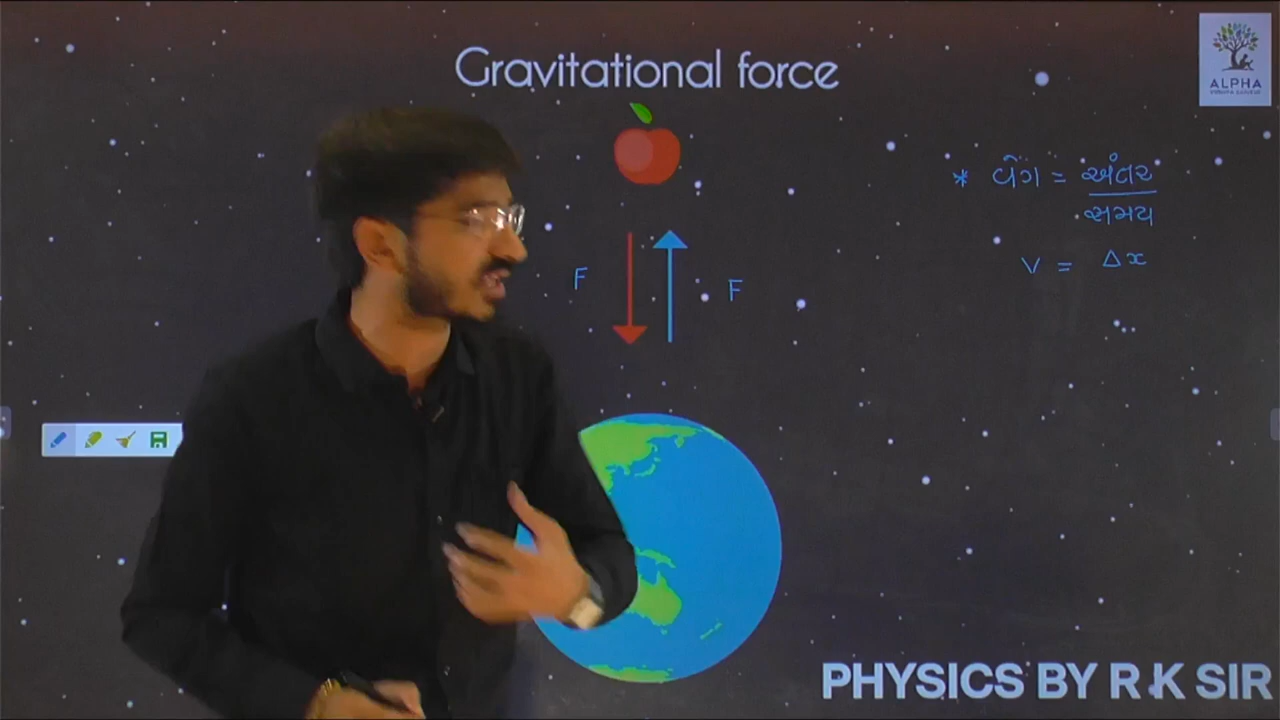 Gravitational force
ALPHA
* વેગ = અંતર
સમય
F
F
V = Δx
PHYSICS BY R K SIR